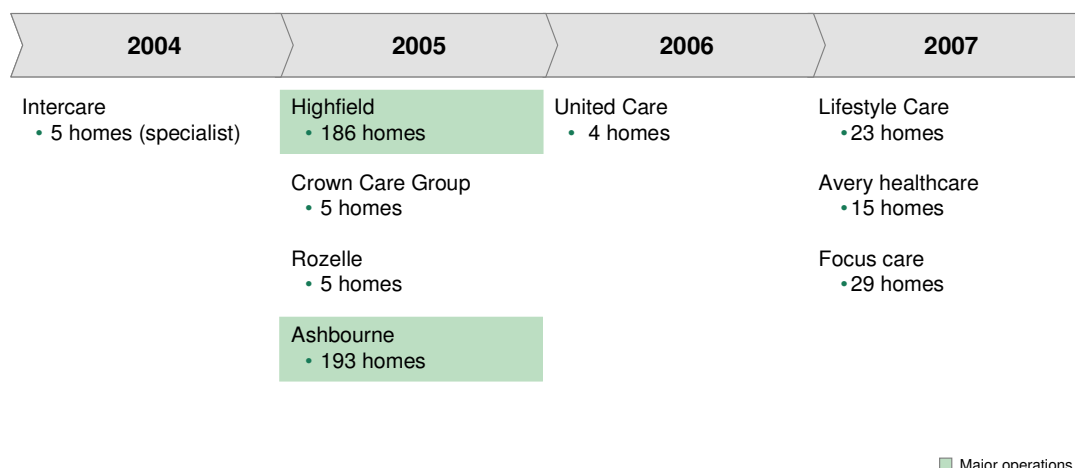 2004
2005
2006
2007
Intercare
• 5 homes (specialist)
Highfield
• 186 homes
Crown Care Group
• 5 homes
Rozelle
• 5 homes
Ashbourne
• 193 homes
United Care
• 4 homes
Lifestyle Care
• 23 homes
Avery healthcare
• 15 homes
Focus care
• 29 homes
Major operations